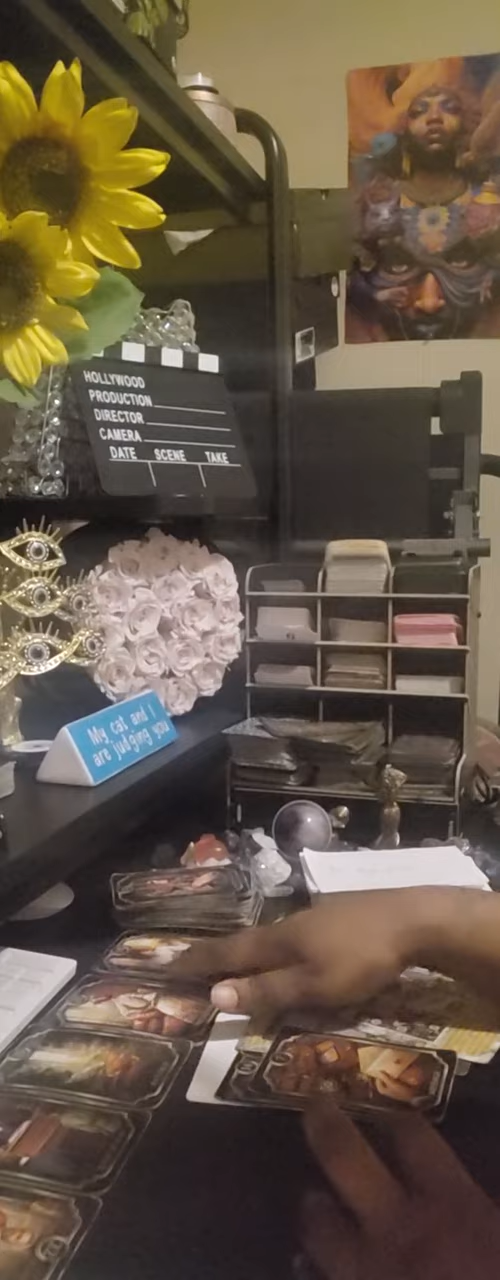 HOLLYWOOD
PRODUCTION
DIRECTOR
CAMERA
DATE SCENE TAKE
My cat and I
are judging you